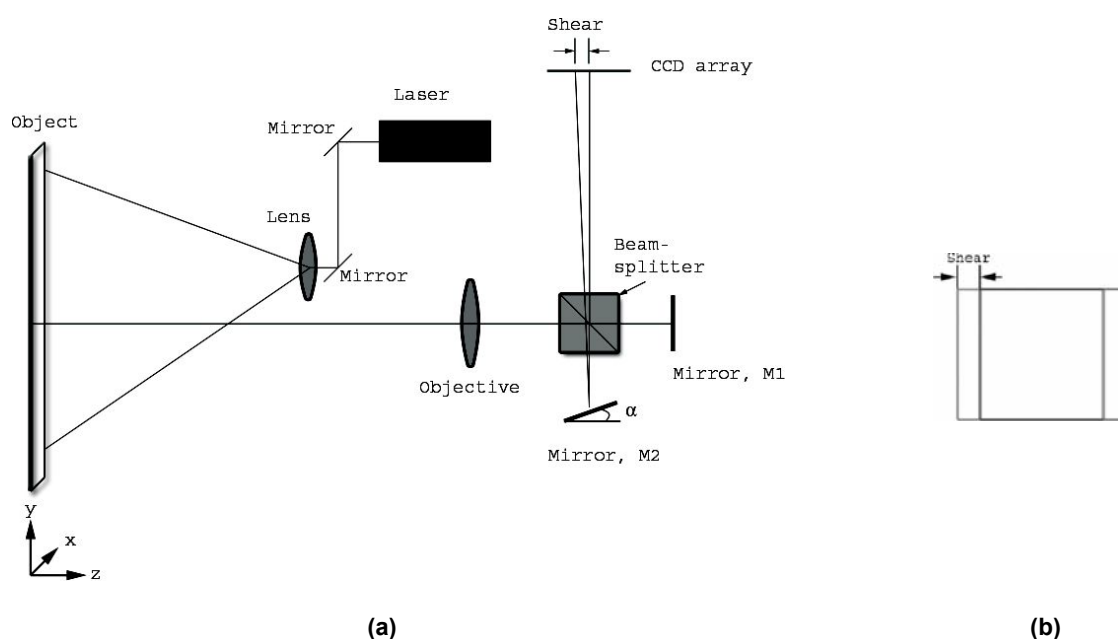 Shear
CCD array
Laser
Mirror
Object
Lens
Mirror
Beam-
splitter
Shear
Objective
Mirror, M1
α
Mirror, M2
y
x
z
(a)
(b)